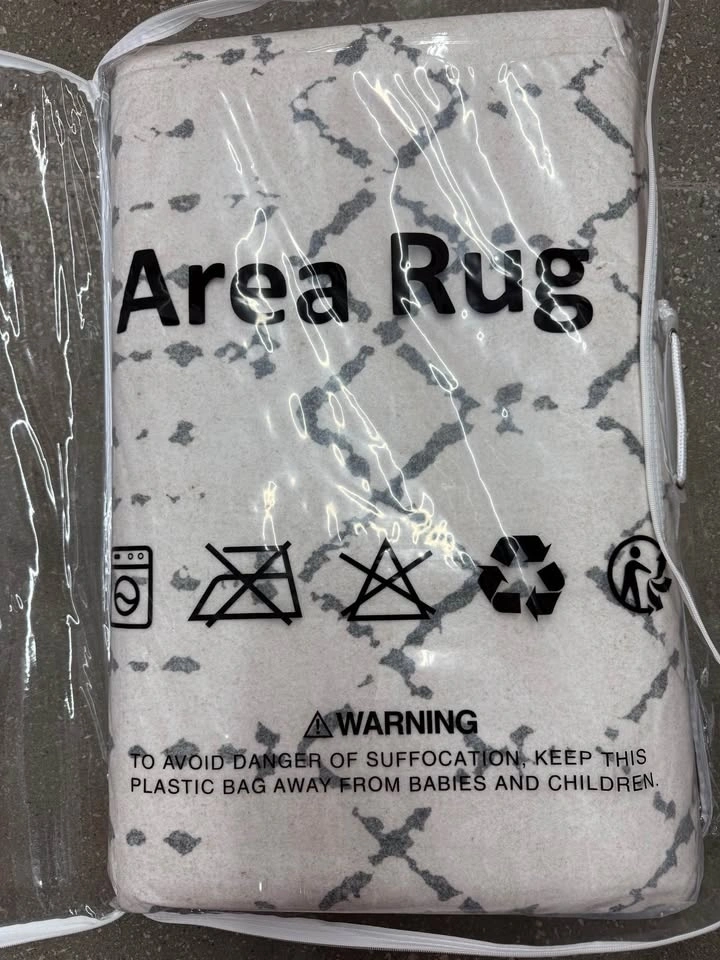 Area Rug
WARNING
TO AVOID DANGER OF SUFFOCATION, KEEP THIS
PLASTIC BAG AWAY FROM BABIES AND CHILDREN.